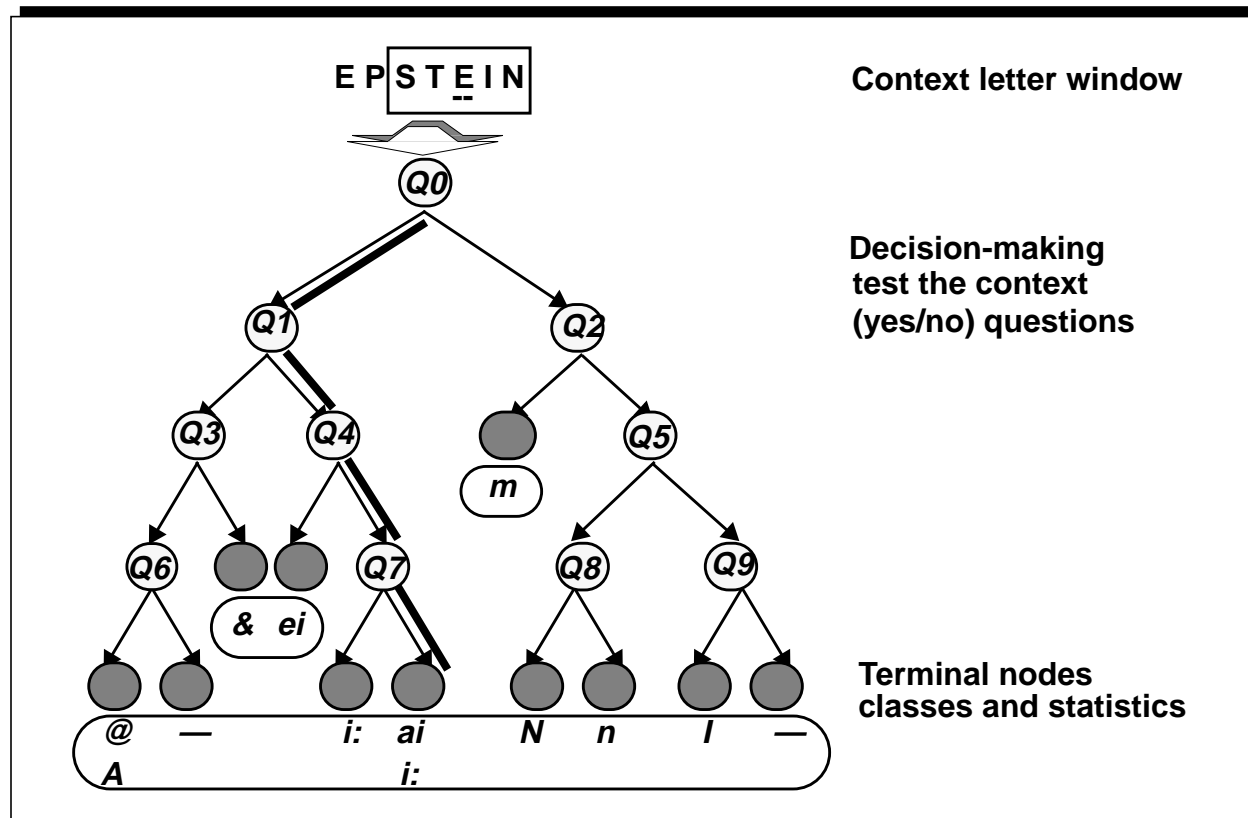 EPSTEIN
Context letter window
Q0
Decision-making
test the context
(yes/no) questions
Q1 Q2
Q3 Q4 Q5
m
Q6 Q7 Q8 Q9
& ei
Terminal nodes
classes and statistics
@ — i: ai N n l —
A i: